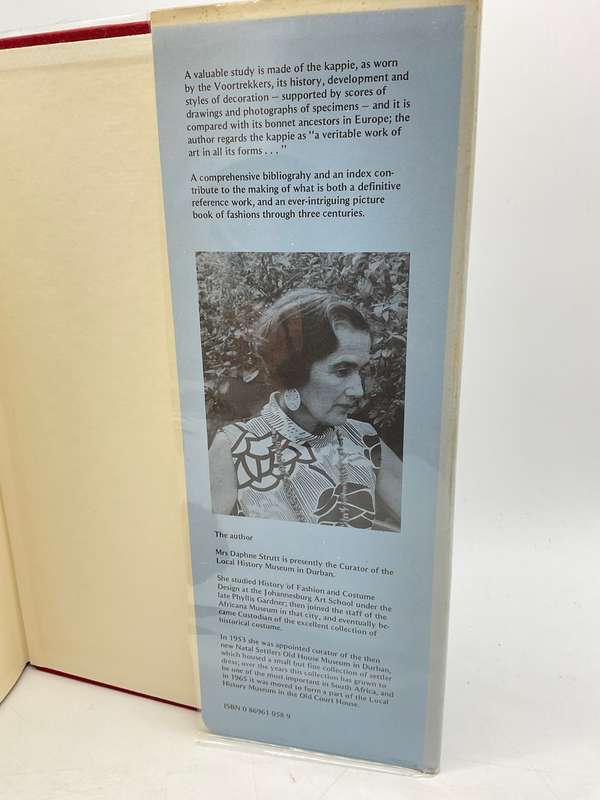 A valuable study is made of the kappie, as worn
by the Voortrekkers, its history, development and
styles of decoration — supported by scores of
drawings and photographs of specimens — and it is
compared with its bonnet ancestors in Europe; the
author regards the kappie as "a veritable work of
art in all its forms . . . "
A comprehensive bibliograhy and an index con-
tribute to the making of what is both a definitive
reference work, and an ever-intriguing picture
book of fashions through three centuries.
The author
Mrs Daphne Strutt is presently the Curator of the
Local History Museum in Durban.
She studied History of Fashion and Costume
Design at the Johannesburg Art School under the
late Phyllis Gardner; then joined the staff of the
Africana Museum in that city, and eventually be-
came Custodian of the excellent collection of
historical costume.
In 1953 she was appointed curator of the then
new Natal Settlers Old House Museum in Durban,
which housed a small but fine collection of settler
dress; over the years this collection has grown to
be one of the most important in South Africa, and
in 1965 it was moved to form a part of the Local
History Museum in the Old Court House.
ISBN 0 86961 058 9